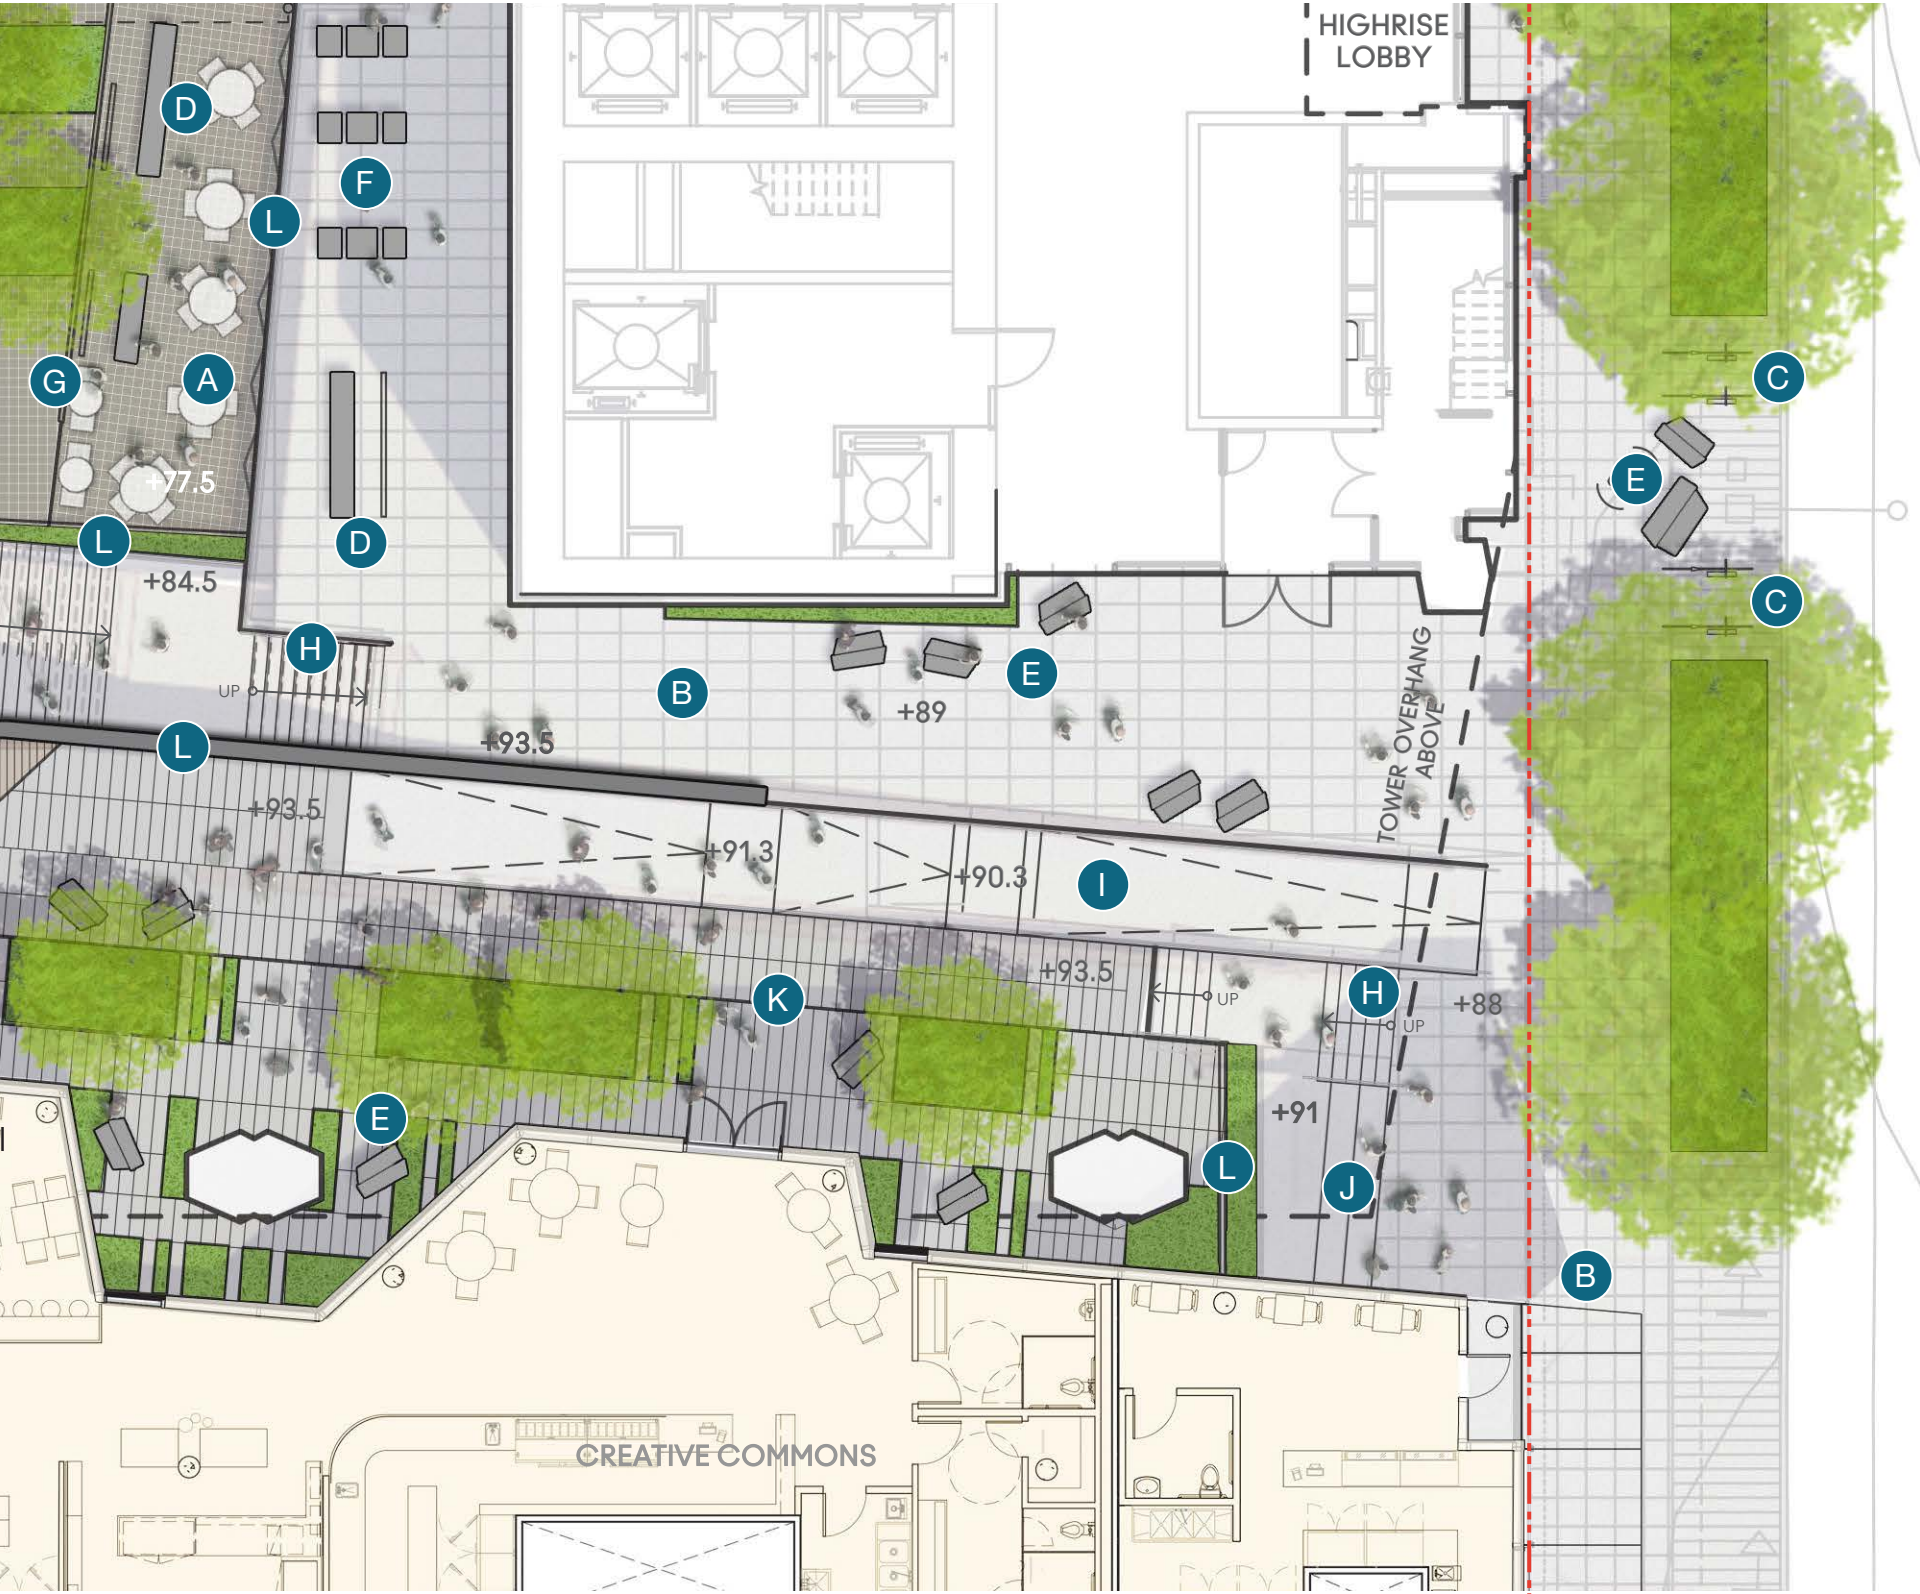 HIGHRISE
LOBBY
D
F
L
C
G
A
E
+77.5
L
D
+84.5
C
H
UP
B
E
+89
TOWER OVERHANG
ABOVE
L
+93.5
+93.5
+91.3
+90.3
I
+93.5
K
UP
H
+88
UP
E
+91
L
J
B
CREATIVE COMMONS